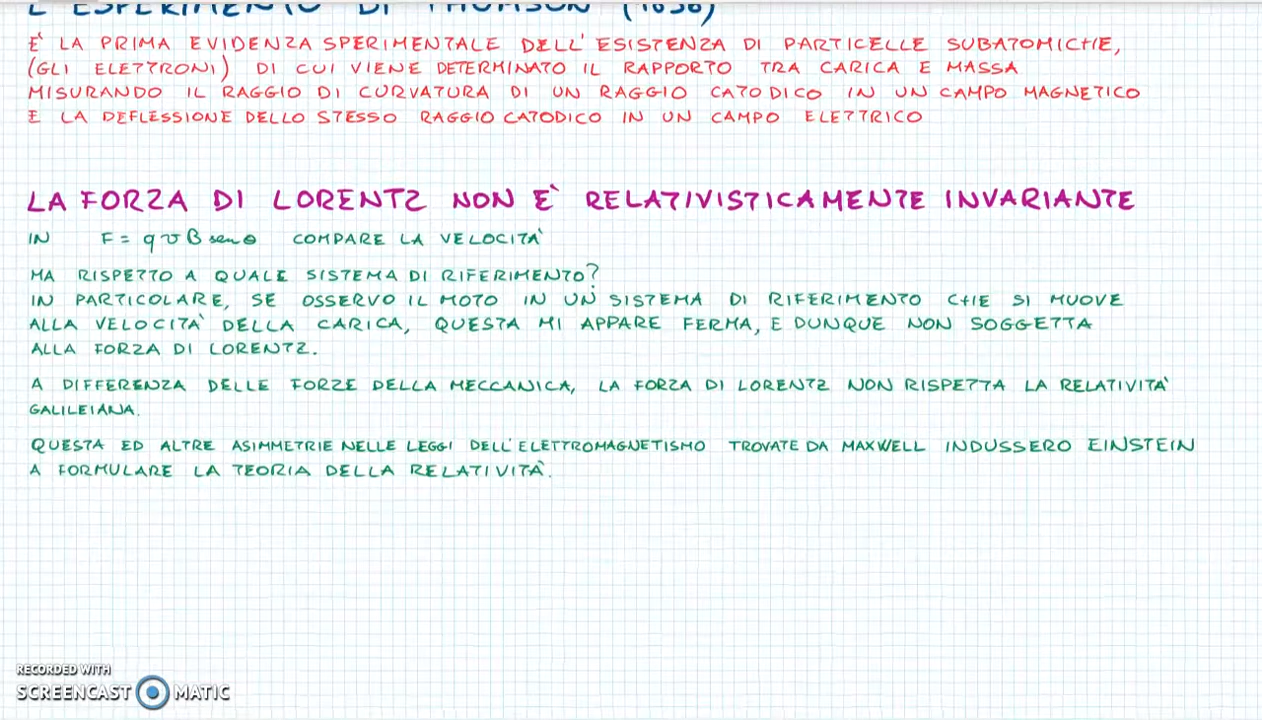 L'ESPERIMENTO DI THOMSON
È LA PRIMA EVIDENZA SPERIMENTALE DELL'ESISTENZA DI PARTICELLE SUBATOMICHE,
(GLI ELETTRONI) DI CUI VIENE DETERMINATO IL RAPPORTO TRA CARICA E MASSA
MISURANDO IL RAGGIO DI CURVATURA DI UN RAGGIO CATODICO IN UN CAMPO MAGNETICO
E LA DEFLESSIONE DELLO STESSO RAGGIO CATODICO IN UN CAMPO ELETTRICO
LA FORZA DI LORENTZ NON È RELATIVISTICAMENTE INVARIANTE
IN F = qvB senθ COMPARE LA VELOCITÀ
MA RISPETTO A QUALE SISTEMA DI RIFERIMENTO?
IN PARTICOLARE, SE OSSERVO IL MOTO IN UN SISTEMA DI RIFERIMENTO CHE SI MUOVE
ALLA VELOCITÀ DELLA CARICA, QUESTA MI APPARE FERMA, E DUNQUE NON SOGGETTA
ALLA FORZA DI LORENTZ.
A DIFFERENZA DELLE FORZE DELLA MECCANICA, LA FORZA DI LORENTZ NON RISPETTA LA RELATIVITÀ
GALILEIANA.
QUESTA ED ALTRE ASIMMETRIE NELLE LEGGI DELL'ELETTROMAGNETISMO TROVATE DA MAXWELL INDUSSERO EINSTEIN
A FORMULARE LA TEORIA DELLA RELATIVITÀ.
RECORDED WITH
SCREENCAST MATIC